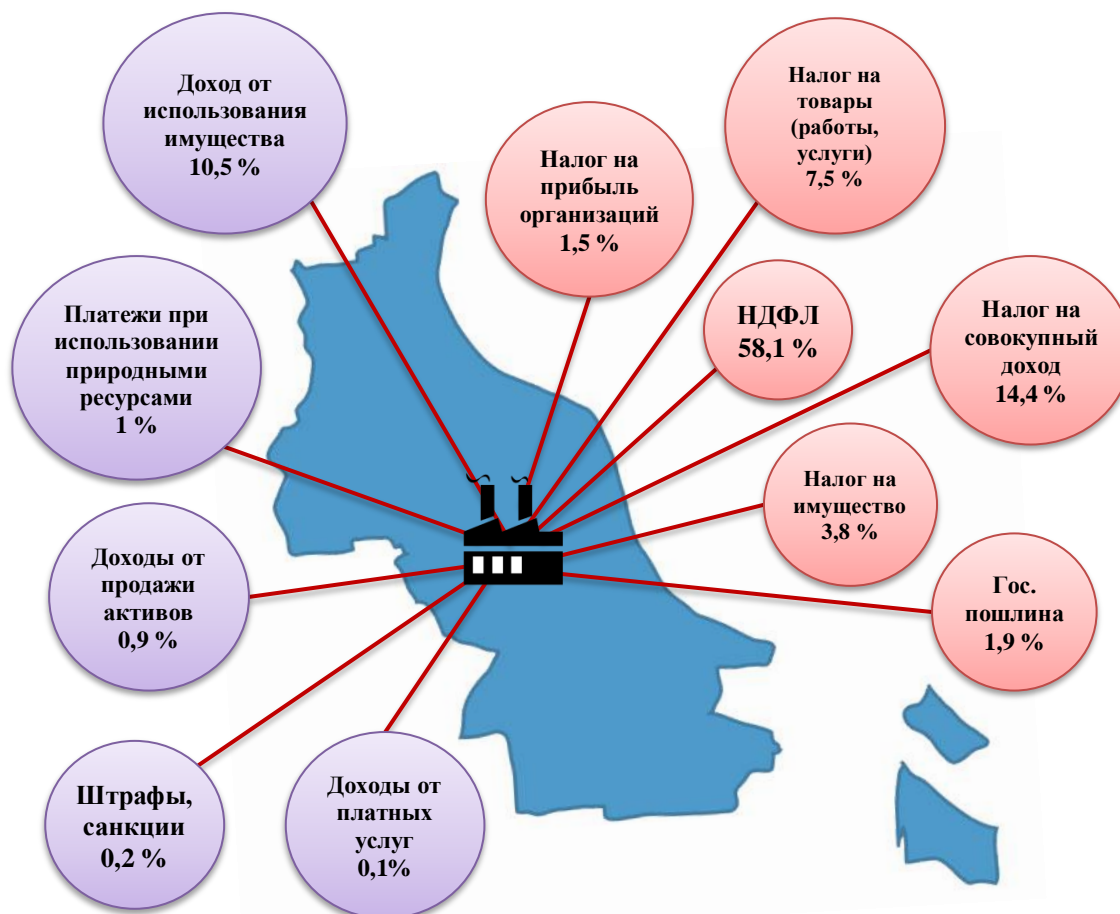 Доход от
использования
имущества
10,5 %
Налог на
прибыль
организаций
1,5 %
Налог на
товары
(работы,
услуги)
7,5 %
Платежи при
использовании
природными
ресурсами
1 %
НДФЛ
58,1 %
Налог на
совокупный
доход
14,4 %
Налог на
имущество
3,8 %
Доходы от
продажи
активов
0,9 %
Гос.
пошлина
1,9 %
Штрафы,
санкции
0,2 %
Доходы от
платных
услуг
0,1%